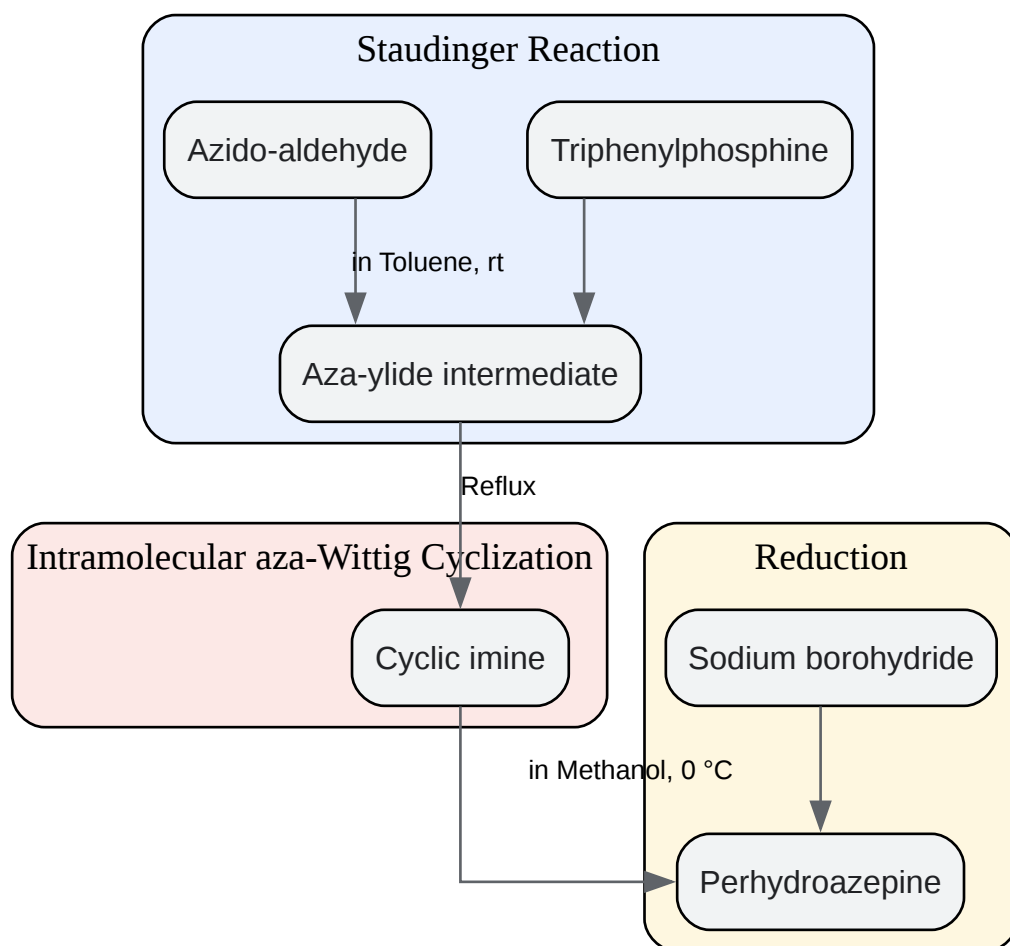 Staudinger Reaction
Azido-aldehyde
Triphenylphosphine
in Toluene, rt
Aza-ylide intermediate
Reflux
Intramolecular aza-Wittig Cyclization
Reduction
Cyclic imine
Sodium borohydride
in Methanol, 0 °C
Perhydroazepine